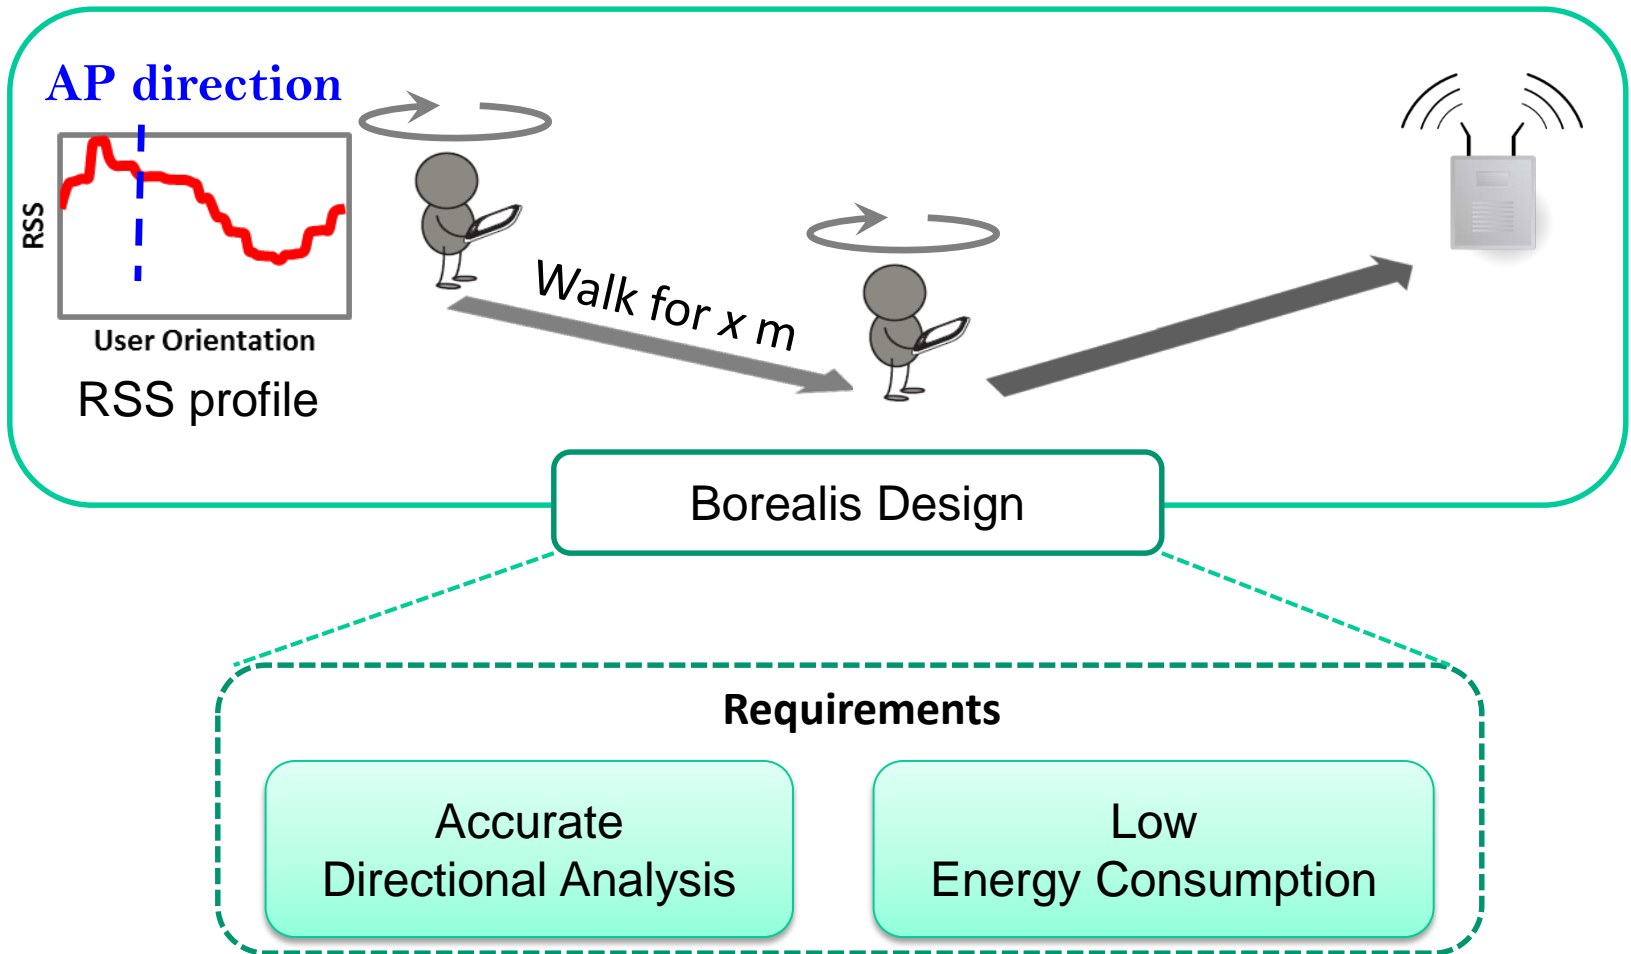 AP direction
RSS
User Orientation
RSS profile
Walk for x m
Borealis Design
Requirements
Accurate
Directional Analysis
Low
Energy Consumption